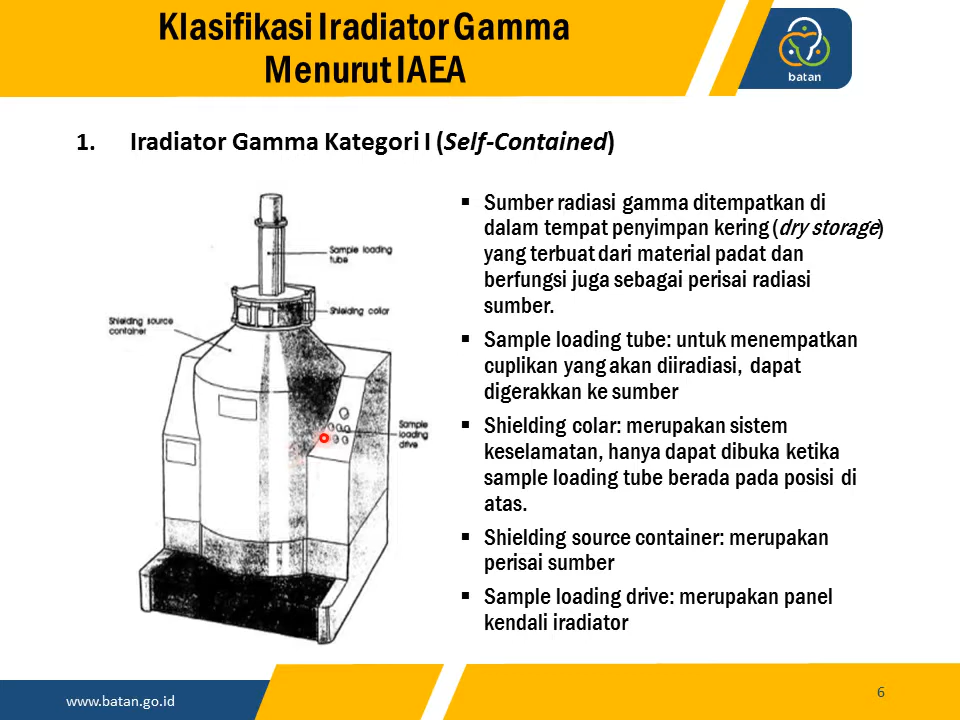 Klasifikasi Iradiator Gamma
Menurut IAEA
batan
1. Iradiator Gamma Kategori I (Self-Contained)
Sample loading
tube
Shielding colar
Shielding source
container
Sample
loading
drive
▪ Sumber radiasi gamma ditempatkan di
dalam tempat penyimpan kering (dry storage)
yang terbuat dari material padat dan
berfungsi juga sebagai perisai radiasi
sumber.
▪ Sample loading tube: untuk menempatkan
cuplikan yang akan diiradiasi, dapat
digerakkan ke sumber
▪ Shielding colar: merupakan sistem
keselamatan, hanya dapat dibuka ketika
sample loading tube berada pada posisi di
atas.
▪ Shielding source container: merupakan
perisai sumber
▪ Sample loading drive: merupakan panel
kendali iradiator
www.batan.go.id
6